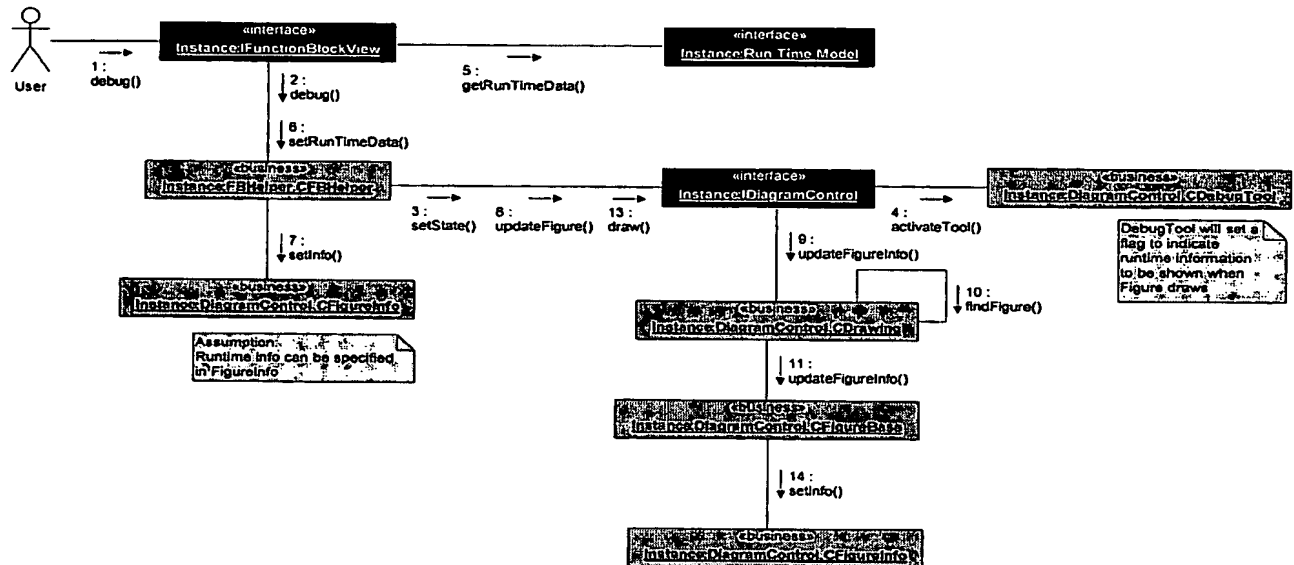 «interface»
Instance:IFunctionBlockView
«interface»
Instance:Run Time Model
User
1 :
debug()
5 :
getRunTimeData()
2 :
debug()
6 :
setRunTimeData()
«business»
Instance:FBHelper.CFBHelper
«interface»
Instance:IDiagramControl
«business»
Instance:DiagramControl.CDebugTool
3 :
setState()
8 :
updateFigure()
13 :
draw()
4 :
activateTool()
7 :
setInfo()
9 :
updateFigureInfo()
DebugTool will set a
flag to indicate
runtime information
to be shown when
Figure draws
«business»
Instance:DiagramControl.CFigureInfo
10 :
findFigure()
«business»
Instance:DiagramControl.CDrawing
Assumption:
Runtime info can be specified
in FigureInfo
11 :
updateFigureInfo()
«business»
Instance:DiagramControl.CFigureBase
14 :
setInfo()
«business»
Instance:DiagramControl.CFigureInfo